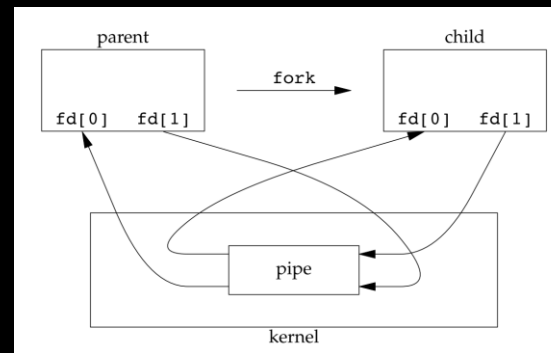 parent
child
fork
fd[0] fd[1]
fd[0] fd[1]
pipe
kernel